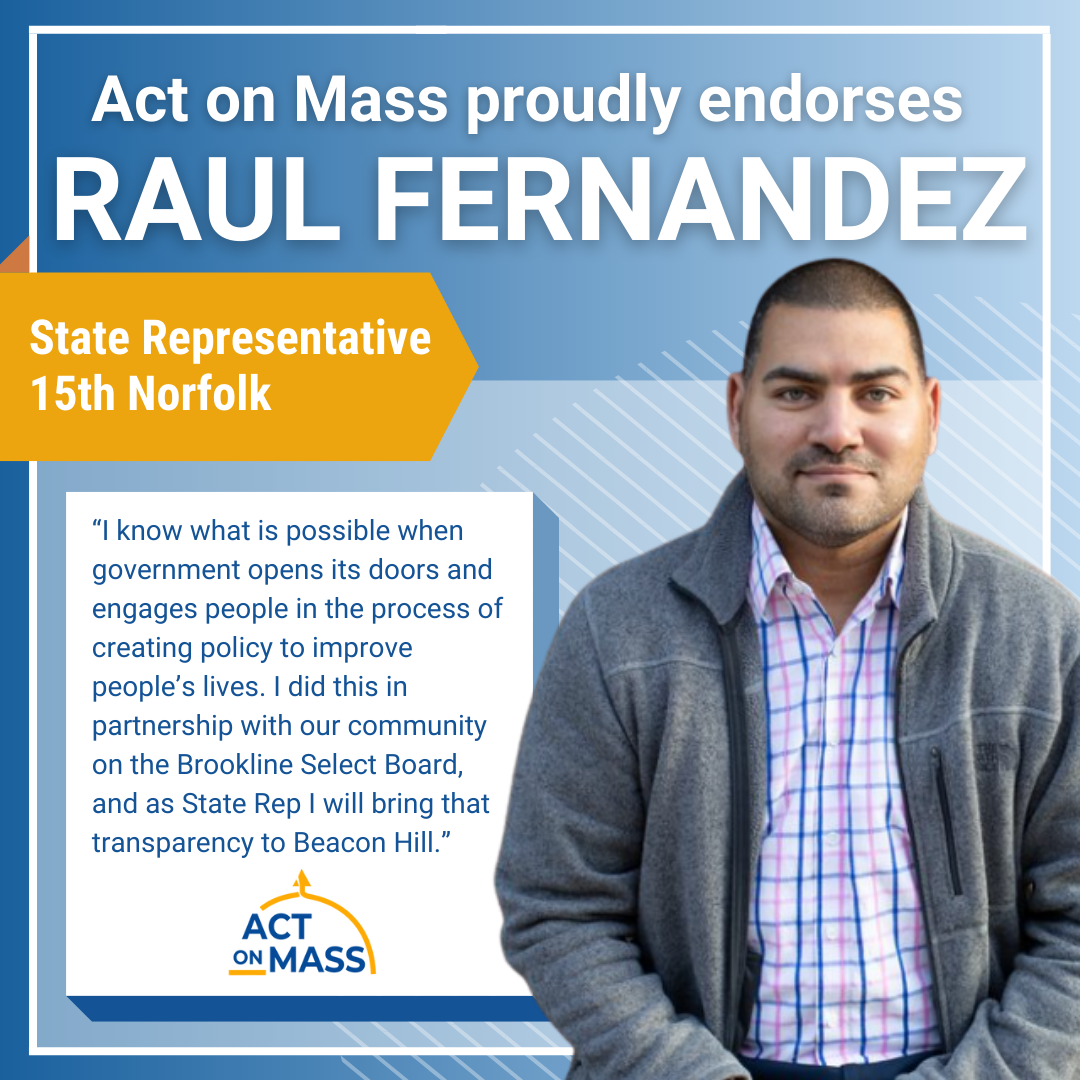 Act on Mass proudly endorses
RAUL FERNANDEZ
State Representative
15th Norfolk
“I know what is possible when
government opens its doors and
engages people in the process of
creating policy to improve
people’s lives. I did this in
partnership with our community
on the Brookline Select Board,
and as State Rep I will bring that
transparency to Beacon Hill.”
ACT
ON MASS